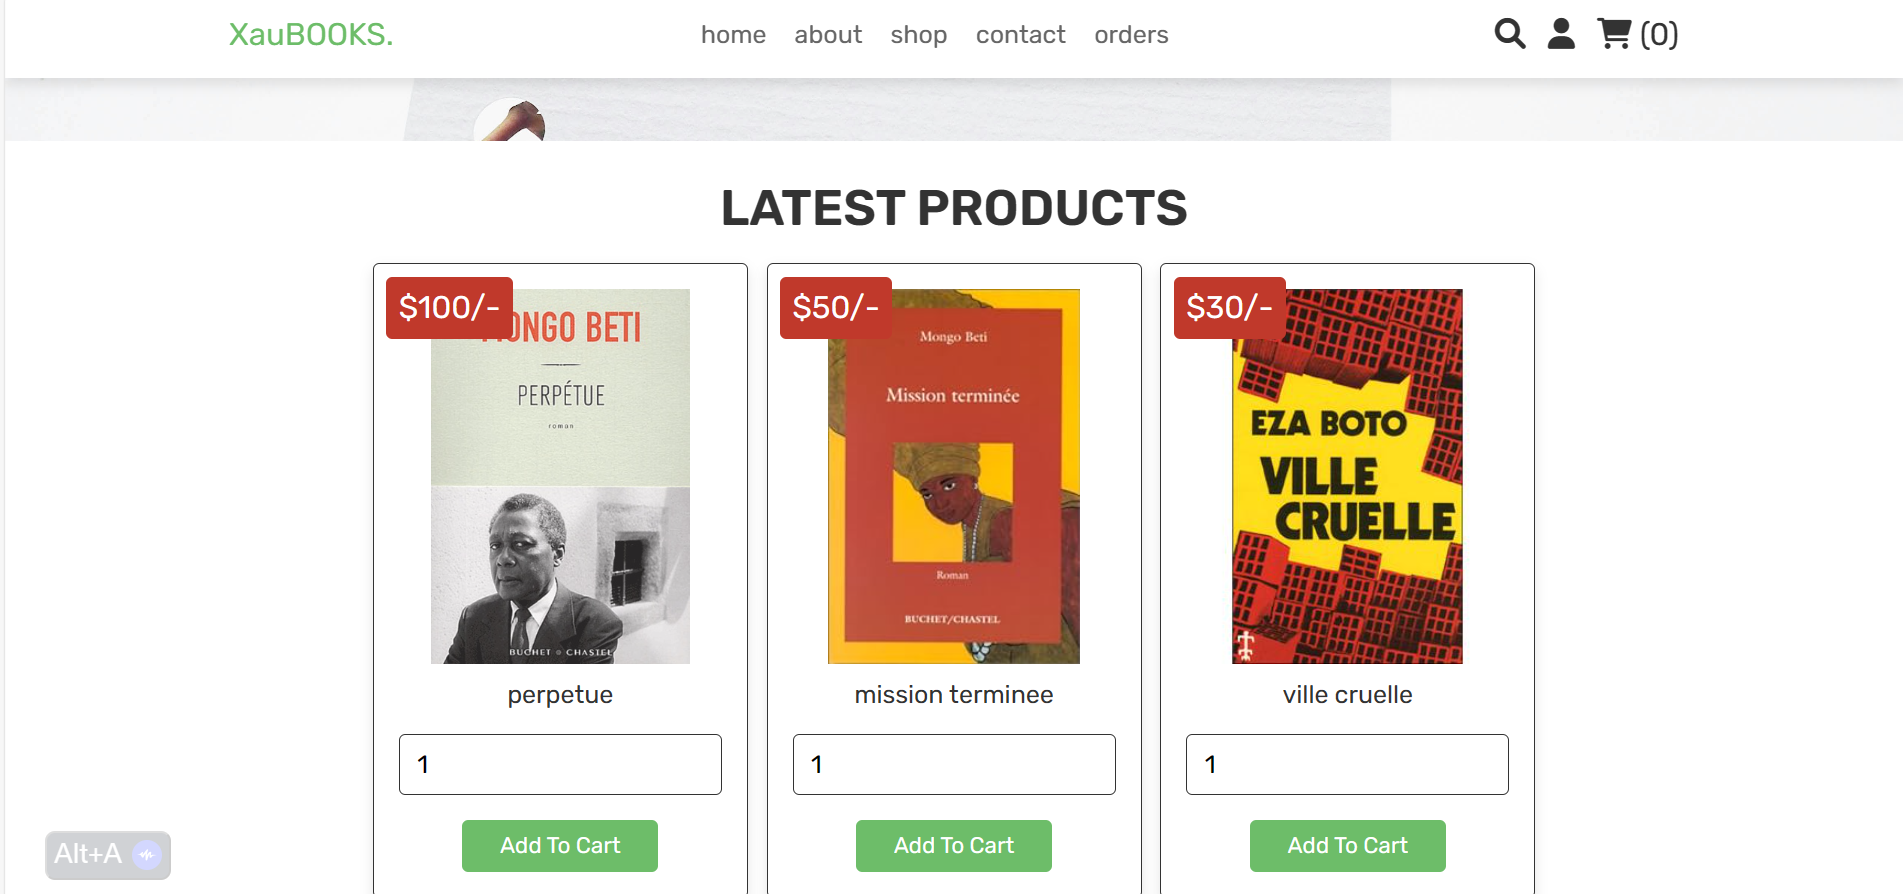 XauBOOKS.
home about shop contact orders
(0)
LATEST PRODUCTS
$100/-
ONGO BETI
PERPÉTUE
roman
BUCHET CHASTEL
perpetue
1
Add To Cart
$50/-
Mongo Beti
Mission terminée
Roman
BUCHET/CHASTEL
mission terminee
1
Add To Cart
$30/-
EZA BOTO
VILLE
CRUELLE
ville cruelle
1
Add To Cart
Alt+A